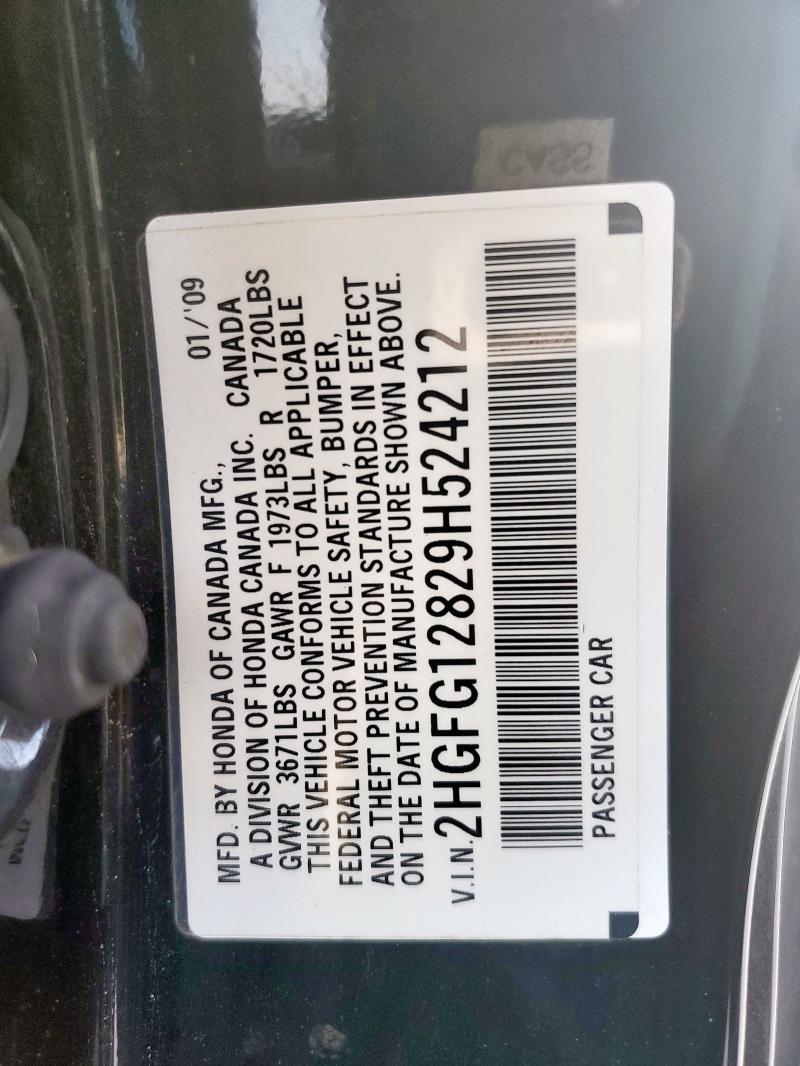 MFD. BY HONDA OF CANADA MFG., 01/'09
A DIVISION OF HONDA CANADA INC. CANADA
GVWR 3671LBS GAWR F 1973LBS R 1720LBS
THIS VEHICLE CONFORMS TO ALL APPLICABLE
FEDERAL MOTOR VEHICLE SAFETY, BUMPER,
AND THEFT PREVENTION STANDARDS IN EFFECT
ON THE DATE OF MANUFACTURE SHOWN ABOVE.
V.I.N. 2HGFG12829H524212
PASSENGER CAR